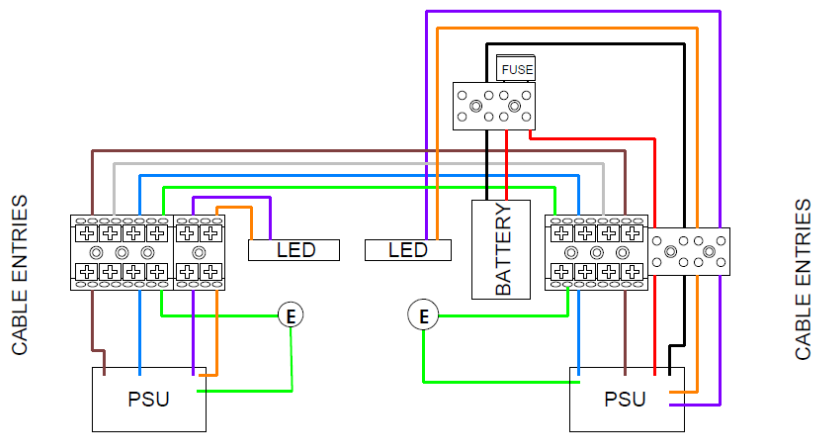 FUSE
CABLE ENTRIES
LED
LED
BATTERY
CABLE ENTRIES
E
E
PSU
PSU